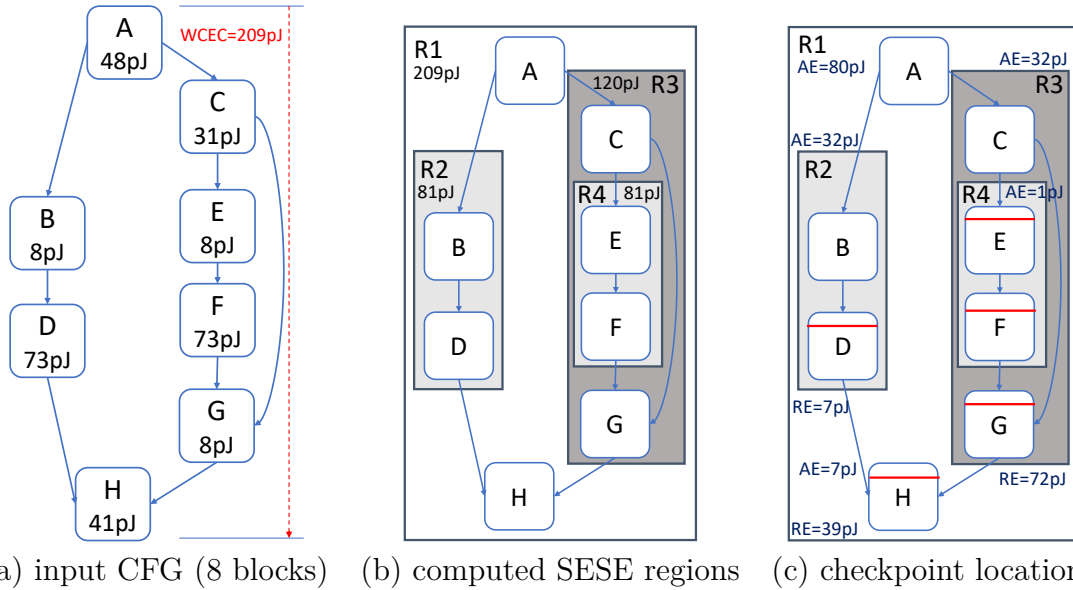 A
48pJ
WCEC=209pJ
C
31pJ
B
8pJ
E
8pJ
D
73pJ
F
73pJ
G
8pJ
H
41pJ
a) input CFG (8 blocks)
R1
209pJ
A
120pJ
R3
C
R2
81pJ
R4
81pJ
B
E
D
F
G
H
(b) computed SESE regions
R1
AE=80pJ
A
AE=32pJ
R3
AE=32pJ
C
R2
R4
AE=1pJ
B
E
D
F
RE=7pJ
G
AE=7pJ
H
RE=72pJ
RE=39pJ
(c) checkpoint location